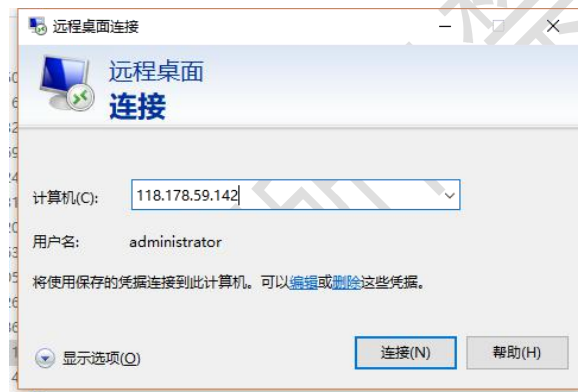 远程桌面连接
远程桌面
连接
计算机(C):
118.178.59.142
用户名:
administrator
将使用保存的凭据连接到此计算机。可以编辑或删除这些凭据。
显示选项(O)
连接(N)
帮助(H)